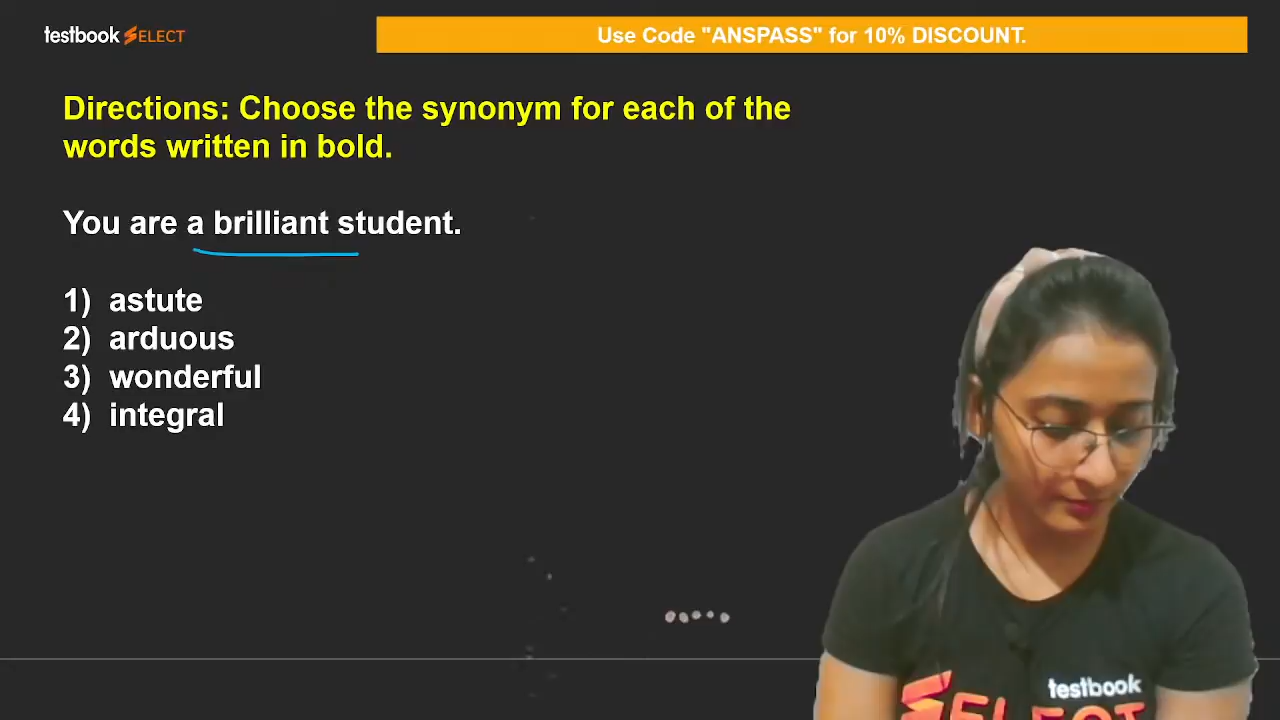 testbook SELECT
Use Code "ANSPASS" for 10% DISCOUNT.
Directions: Choose the synonym for each of the
words written in bold.
You are a brilliant student.
1) astute
2) arduous
3) wonderful
4) integral
testbook
SELECT